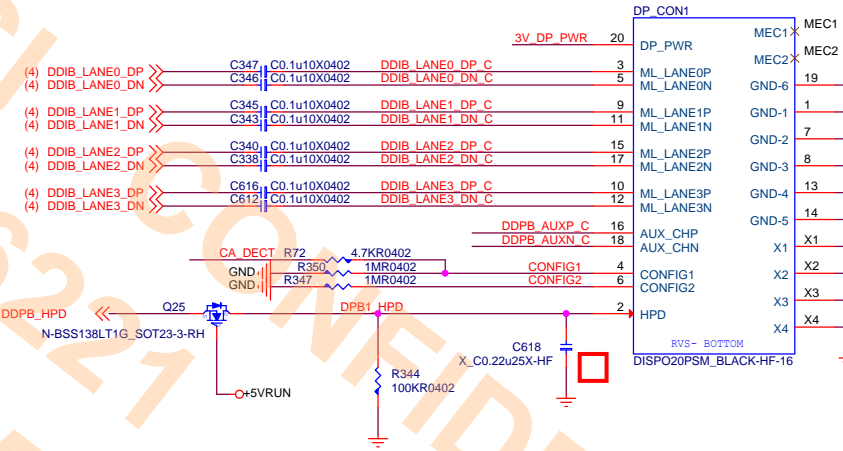 DP_CON1
3V_DP_PWR 20 DP_PWR MEC1 MEC1
MEC2 MEC2
(4) DDIB_LANE0_DP C347 C0.1u10X0402 DDIB_LANE0_DP_C 3 ML_LANE0P
(4) DDIB_LANE0_DN C346 C0.1u10X0402 DDIB_LANE0_DN_C 5 ML_LANE0N GND-6 19
(4) DDIB_LANE1_DP C345 C0.1u10X0402 DDIB_LANE1_DP_C 9 ML_LANE1P GND-1 1
(4) DDIB_LANE1_DN C343 C0.1u10X0402 DDIB_LANE1_DN_C 11 ML_LANE1N
GND-2 7
(4) DDIB_LANE2_DP C340 C0.1u10X0402 DDIB_LANE2_DP_C 15 ML_LANE2P
(4) DDIB_LANE2_DN C338 C0.1u10X0402 DDIB_LANE2_DN_C 17 ML_LANE2N GND-3 8
(4) DDIB_LANE3_DP C616 C0.1u10X0402 DDIB_LANE3_DP_C 10 ML_LANE3P GND-4 13
(4) DDIB_LANE3_DN C612 C0.1u10X0402 DDIB_LANE3_DN_C 12 ML_LANE3N
GND-5 14
DDPB_AUXP_C 16 AUX_CHP
DDPB_AUXN_C 18 AUX_CHN X1 X1
CA_DECT R72 4.7KR0402
GND R350 1MR0402 CONFIG1 4 CONFIG1 X2 X2
GND R347 1MR0402 CONFIG2 6 CONFIG2
X3 X3
DDPB_HPD Q25 DPB1_HPD 2 HPD
X4 X4
N-BSS138LT1G_SOT23-3-RH
C618 RVS- BOTTOM
X_C0.22u25X-HF DISPO20PSM_BLACK-HF-16
R344
100KR0402
+5VRUN